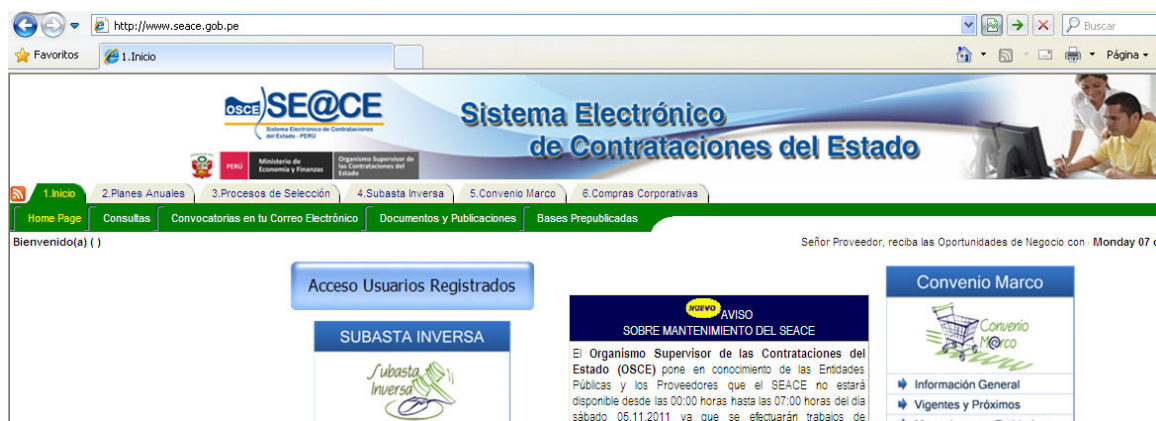 http://www.seace.gob.pe
Buscar
Favoritos
1.Inicio
Página
OSCE SE@CE
Sistema Electrónico de Contrataciones
del Estado - PERÚ
Sistema Electrónico
de Contrataciones del Estado
PERÚ
Ministerio de
Economía y Finanzas
Organismo Supervisor de
las Contrataciones del
Estado
1.Inicio 2.Planes Anuales 3.Procesos de Selección 4.Subasta Inversa 5.Convenio Marco 6.Compras Corporativas
Home Page Consultas Convocatorias en tu Correo Electrónico Documentos y Publicaciones Bases Prepublicadas
Bienvenido(a) ( )
Señor Proveedor, reciba las Oportunidades de Negocio con Monday 07
Acceso Usuarios Registrados
SUBASTA INVERSA
Subasta
Inversa
NUEVO AVISO
SOBRE MANTENIMIENTO DEL SEACE
El Organismo Supervisor de las Contrataciones del
Estado (OSCE) pone en conocimiento de las Entidades
Públicas y los Proveedores que el SEACE no estará
disponible desde las 00:00 horas hasta las 07:00 horas del día
sábado 05.11.2011 ya que se efectuarán trabajos de
Convenio Marco
Convenio
M@rco
Información General
Vigentes y Próximos